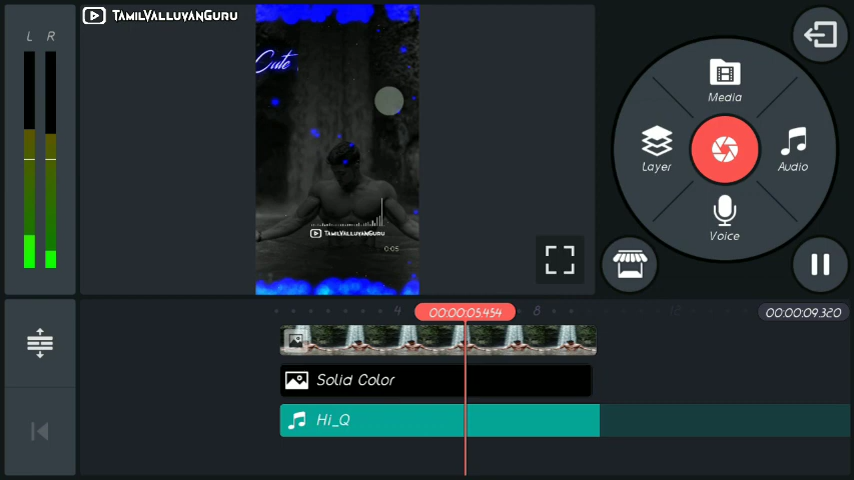 L R
TamilValluvanGuru
Cute
TamilValluvanGuru
0:05
Media
Layer
Audio
Voice
4
00:00:05.454
8
12
00:00:09.320
Solid Color
Hi_Q